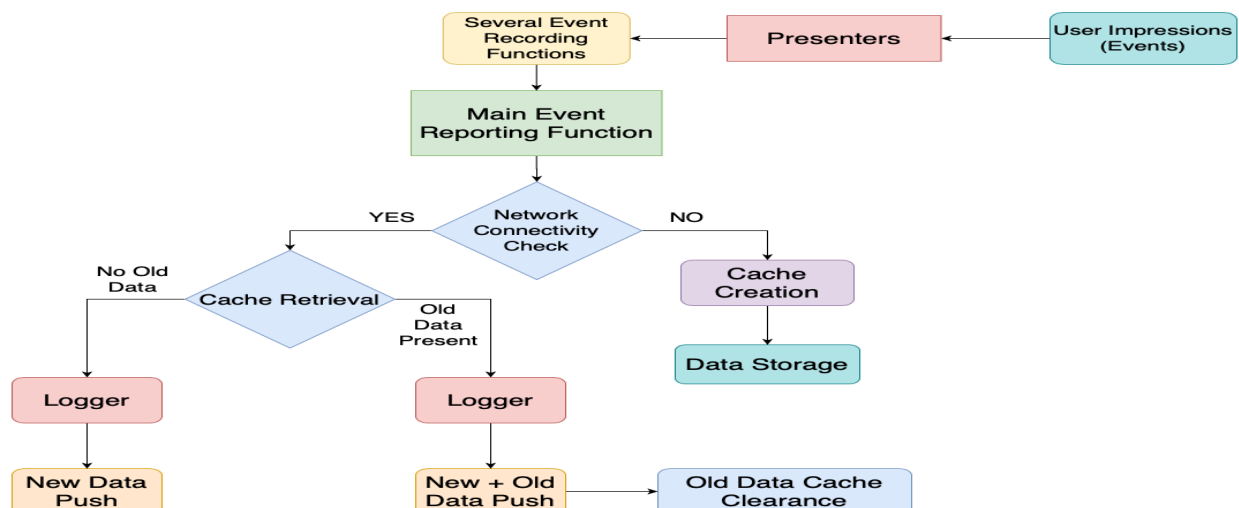 Several Event
Recording
Functions
Presenters
User Impressions
(Events)
Main Event
Reporting Function
Network
Connectivity
Check
YES
NO
Cache Retrieval
No Old
Data
Old
Data
Present
Cache
Creation
Data Storage
Logger
Logger
New Data
Push
New + Old
Data Push
Old Data Cache
Clearance